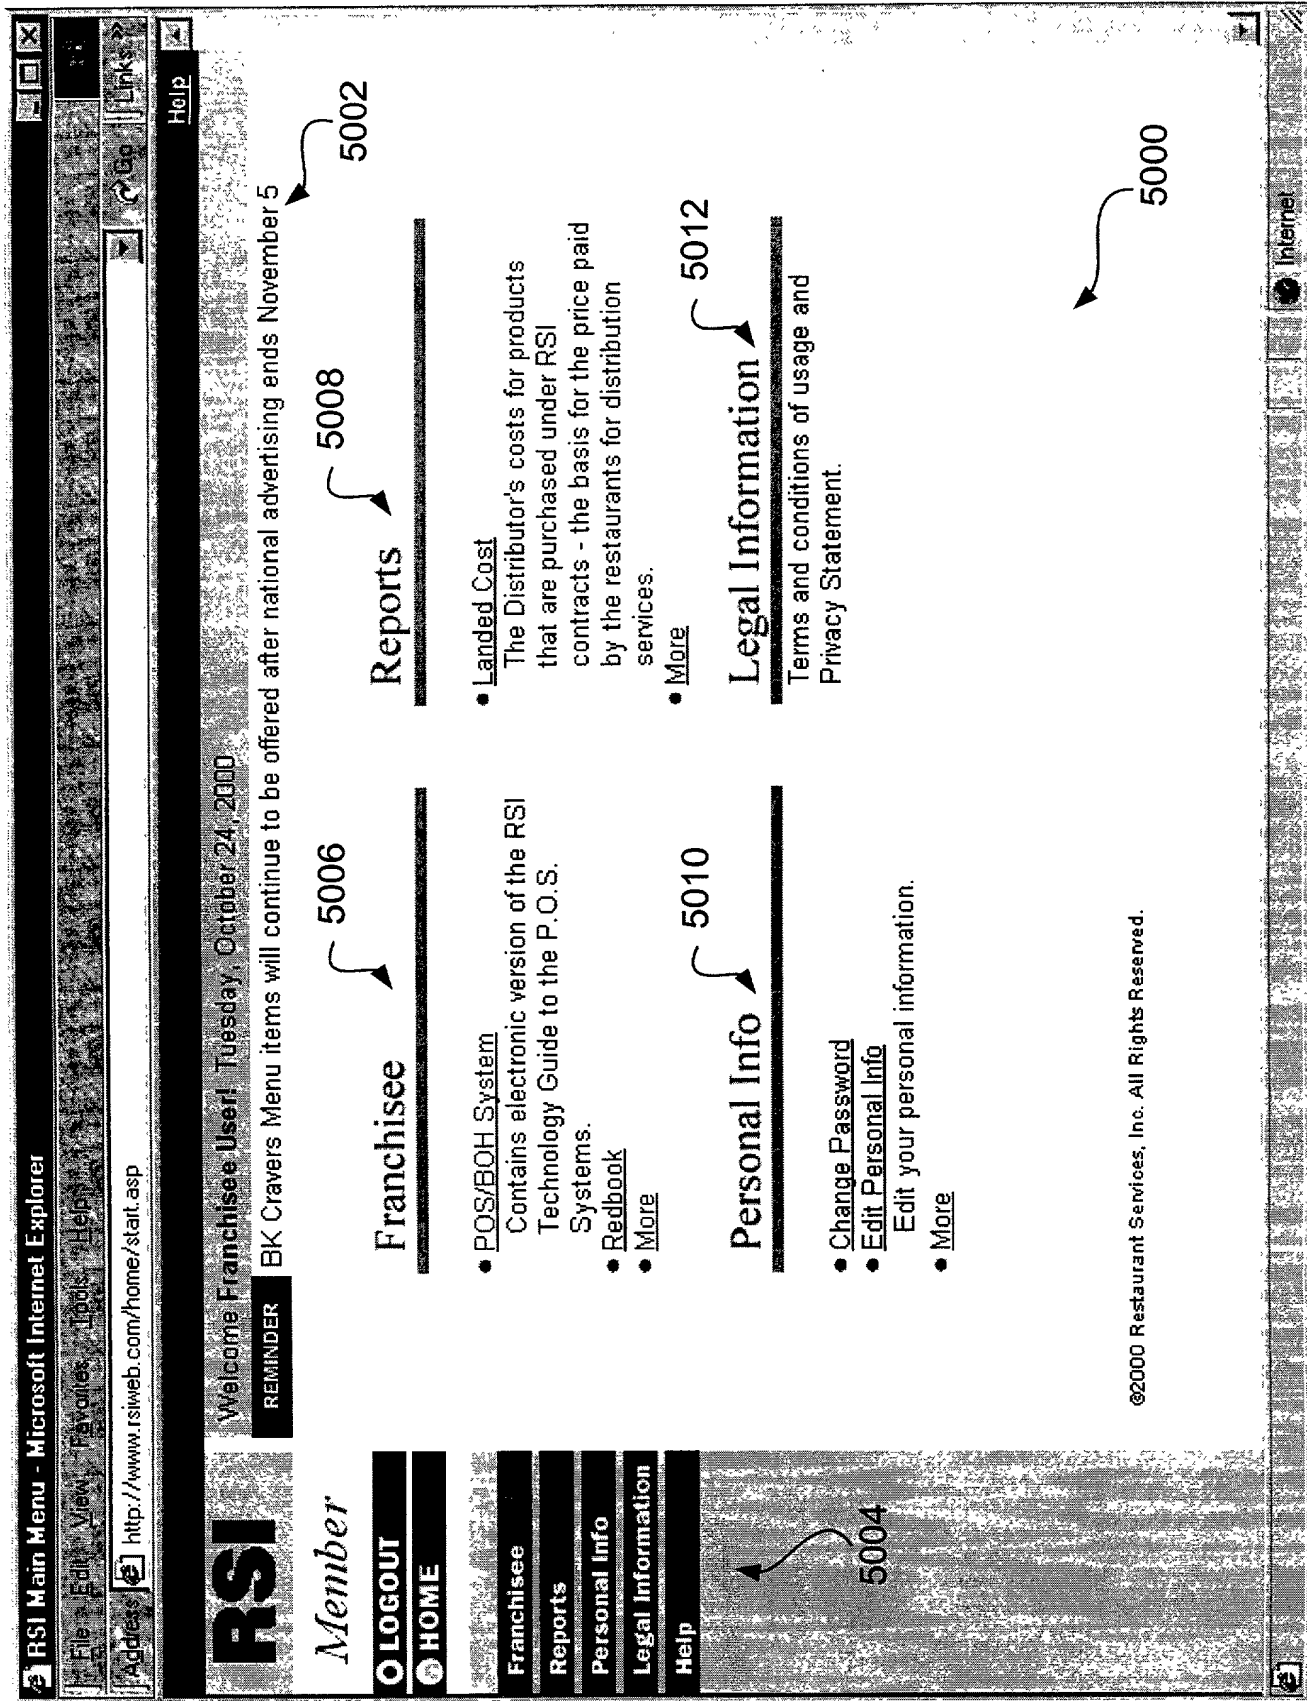 RSI Main Menu - Microsoft Internet Explorer
File Edit View Favorites Tools Help
Address http://www.rsiweb.com/home/start.asp Go Links »
Help
RSI
Welcome Franchisee User! Tuesday, October 24, 2000
REMINDER BK Cravers Menu items will continue to be offered after national advertising ends November 5
5002
Member
LOGOUT
HOME
Franchisee
Reports
Personal Info
Legal Information
Help
5004
5006
Franchisee
• POS/BOH System
Contains electronic version of the RSI
Technology Guide to the P.O.S.
Systems.
• Redbook
• More
5008
Reports
• Landed Cost
The Distributor's costs for products
that are purchased under RSI
contracts - the basis for the price paid
by the restaurants for distribution
services.
• More
5010
Personal Info
• Change Password
• Edit Personal Info
Edit your personal information.
• More
5012
Legal Information
Terms and conditions of usage and
Privacy Statement.
5000
©2000 Restaurant Services, Inc. All Rights Reserved.
Internet